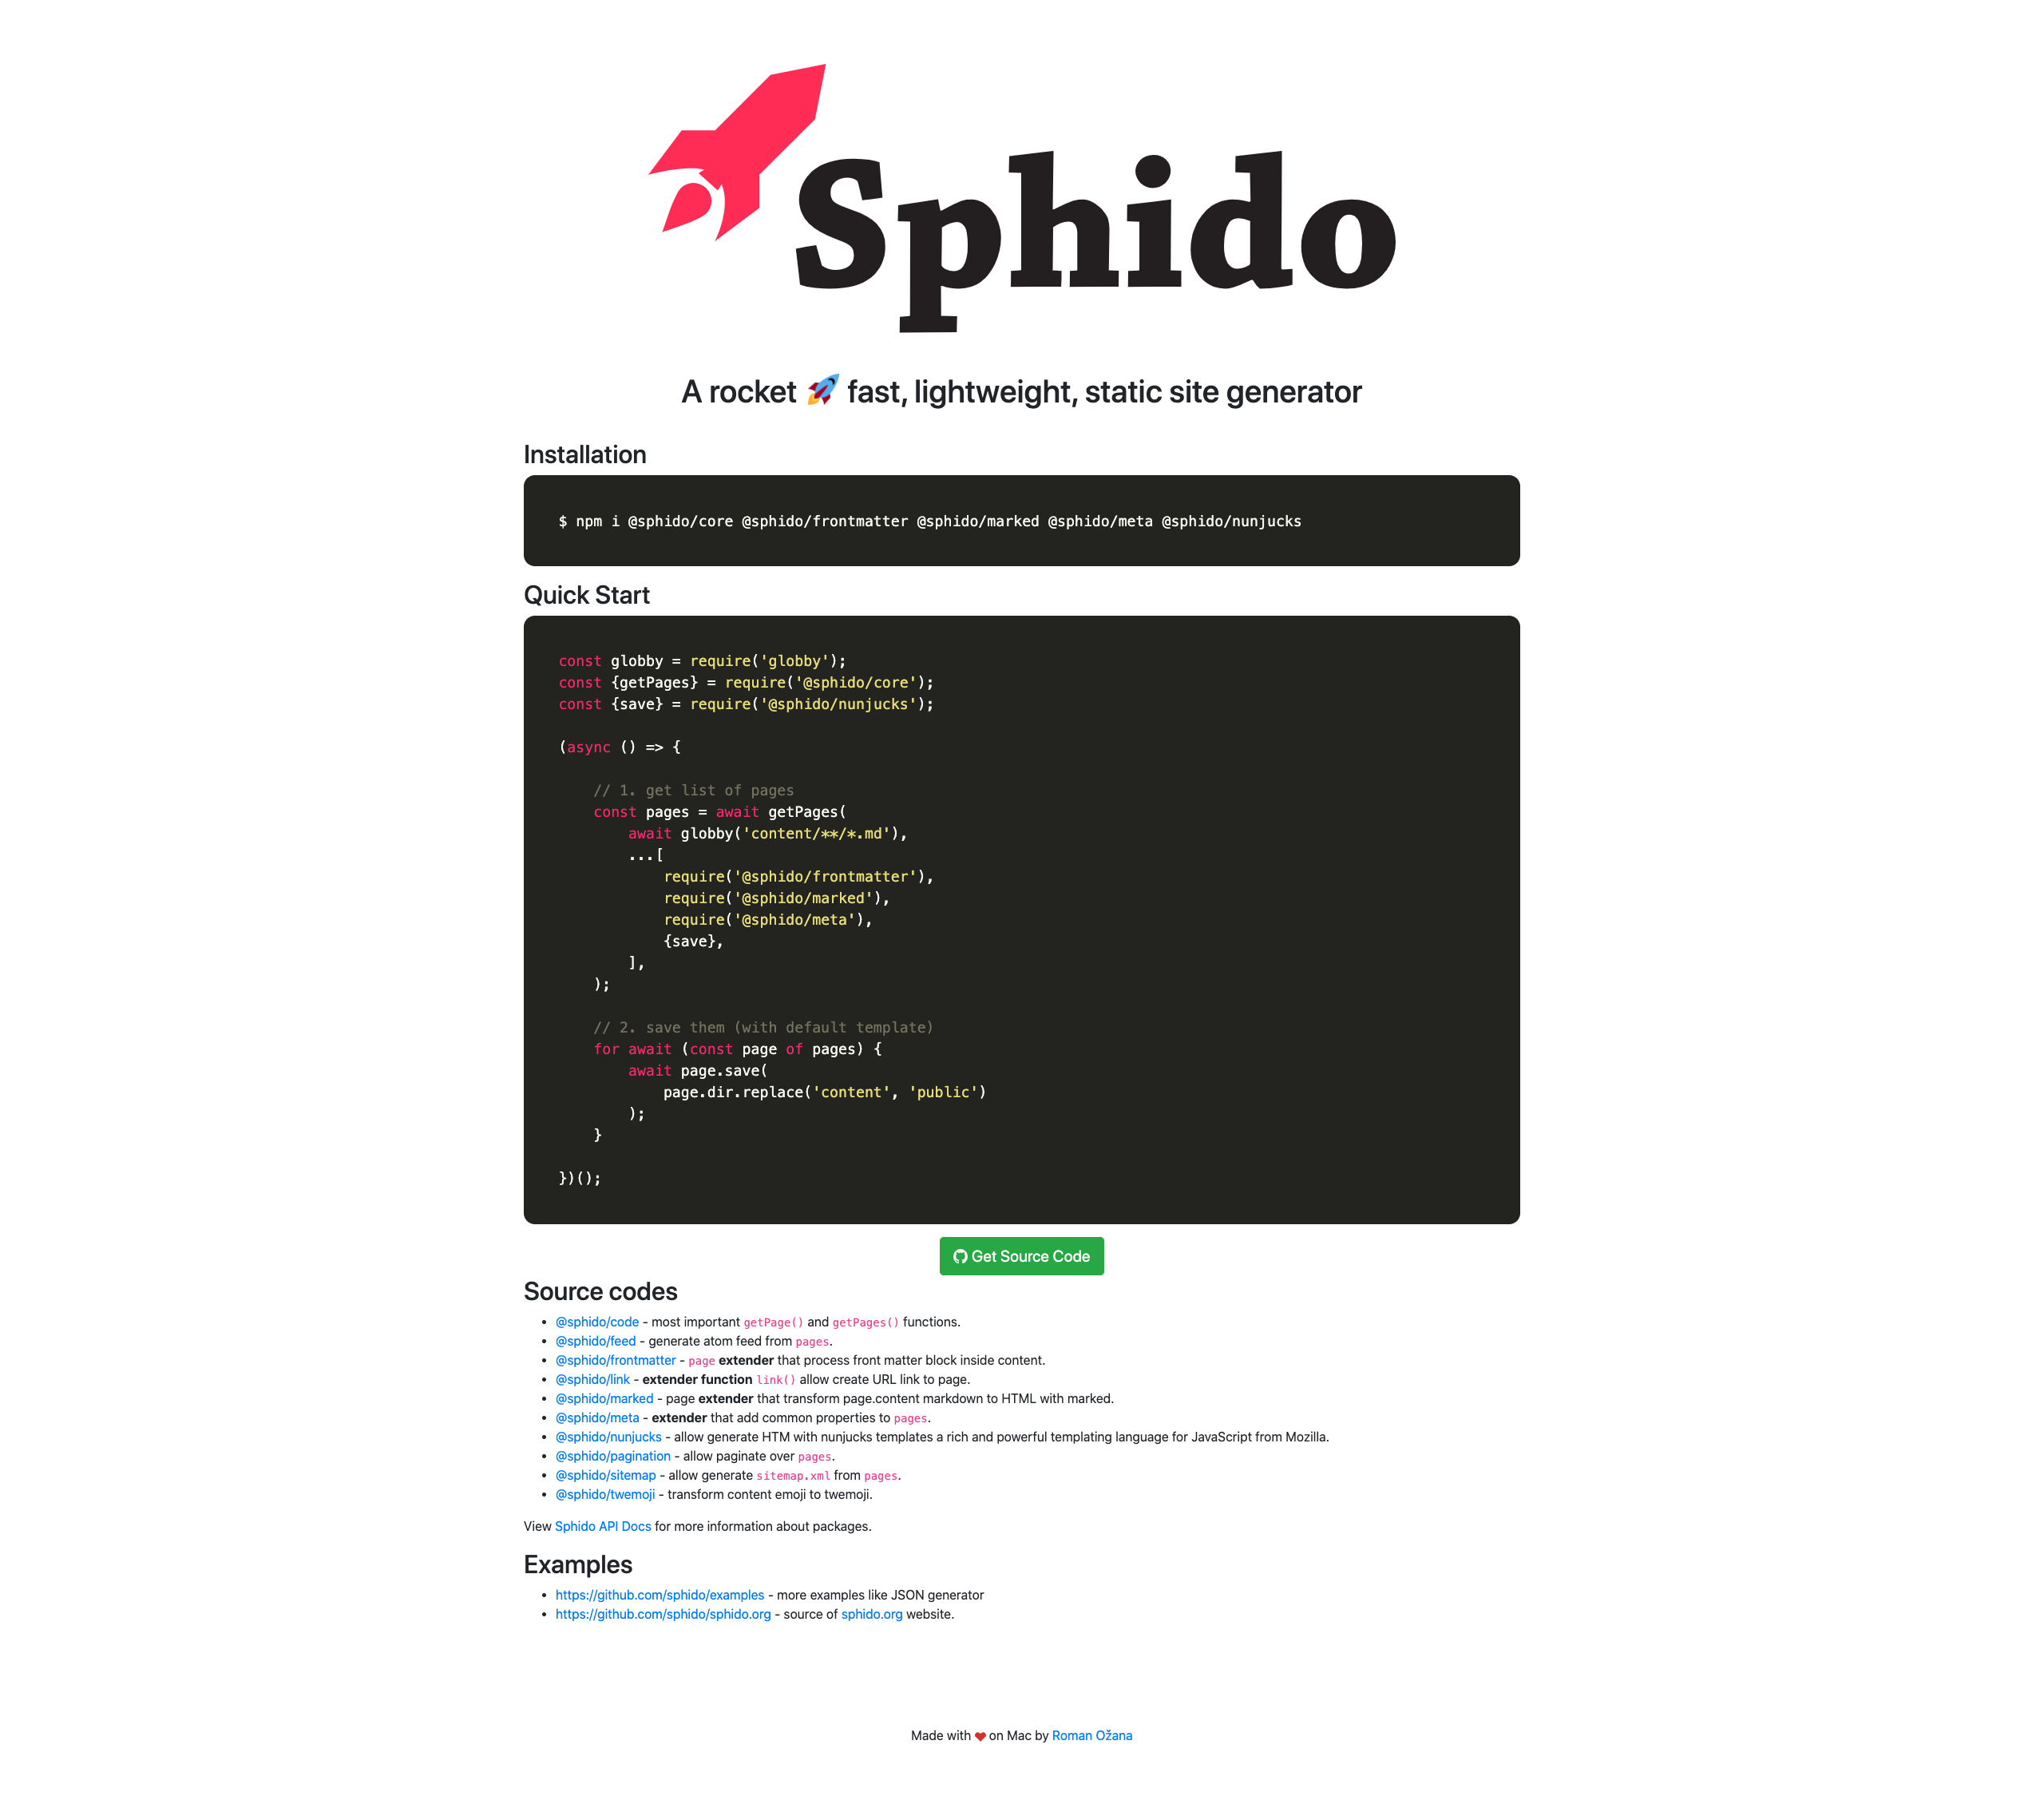 Sphido
A rocket 🚀 fast, lightweight, static site generator
Installation
$ npm i @sphido/core @sphido/frontmatter @sphido/marked @sphido/meta @sphido/nunjucks
Quick Start
const globby = require('globby');
const {getPages} = require('@sphido/core');
const {save} = require('@sphido/nunjucks');
(async () => {
// 1. get list of pages
const pages = await getPages(
await globby('content/**/*.md'),
...[
require('@sphido/frontmatter'),
require('@sphido/marked'),
require('@sphido/meta'),
{save},
],
);
// 2. save them (with default template)
for await (const page of pages) {
await page.save(
page.dir.replace('content', 'public')
);
}
})();
Get Source Code
Source codes
• @sphido/code - most important getPage() and getPages() functions.
• @sphido/feed - generate atom feed from pages.
• @sphido/frontmatter - page extender that process front matter block inside content.
• @sphido/link - extender function link() allow create URL link to page.
• @sphido/marked - page extender that transform page.content markdown to HTML with marked.
• @sphido/meta - extender that add common properties to pages.
• @sphido/nunjucks - allow generate HTM with nunjucks templates a rich and powerful templating language for JavaScript from Mozilla.
• @sphido/pagination - allow paginate over pages.
• @sphido/sitemap - allow generate sitemap.xml from pages.
• @sphido/twemoji - transform content emoji to twemoji.
View Sphido API Docs for more information about packages.
Examples
• https://github.com/sphido/examples - more examples like JSON generator
• https://github.com/sphido/sphido.org - source of sphido.org website.
Made with ❤ on Mac by Roman Ožana